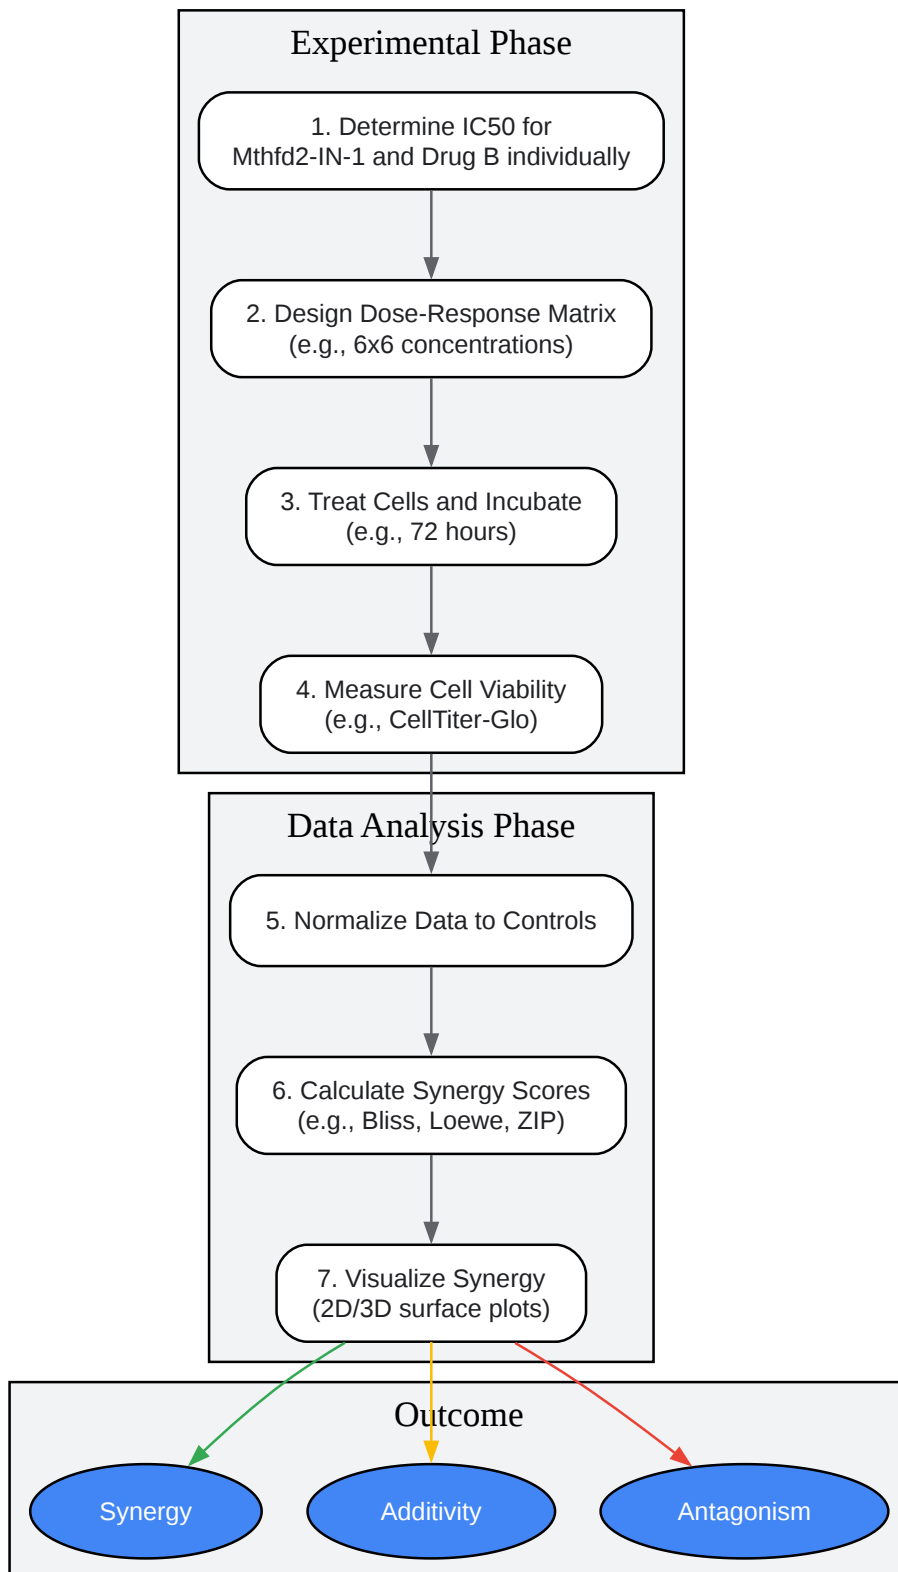 Experimental Phase
1. Determine IC50 for
Mthfd2-IN-1 and Drug B individually
2. Design Dose-Response Matrix
(e.g., 6x6 concentrations)
3. Treat Cells and Incubate
(e.g., 72 hours)
4. Measure Cell Viability
(e.g., CellTiter-Glo)
Data Analysis Phase
5. Normalize Data to Controls
6. Calculate Synergy Scores
(e.g., Bliss, Loewe, ZIP)
7. Visualize Synergy
(2D/3D surface plots)
Outcome
Synergy
Additivity
Antagonism